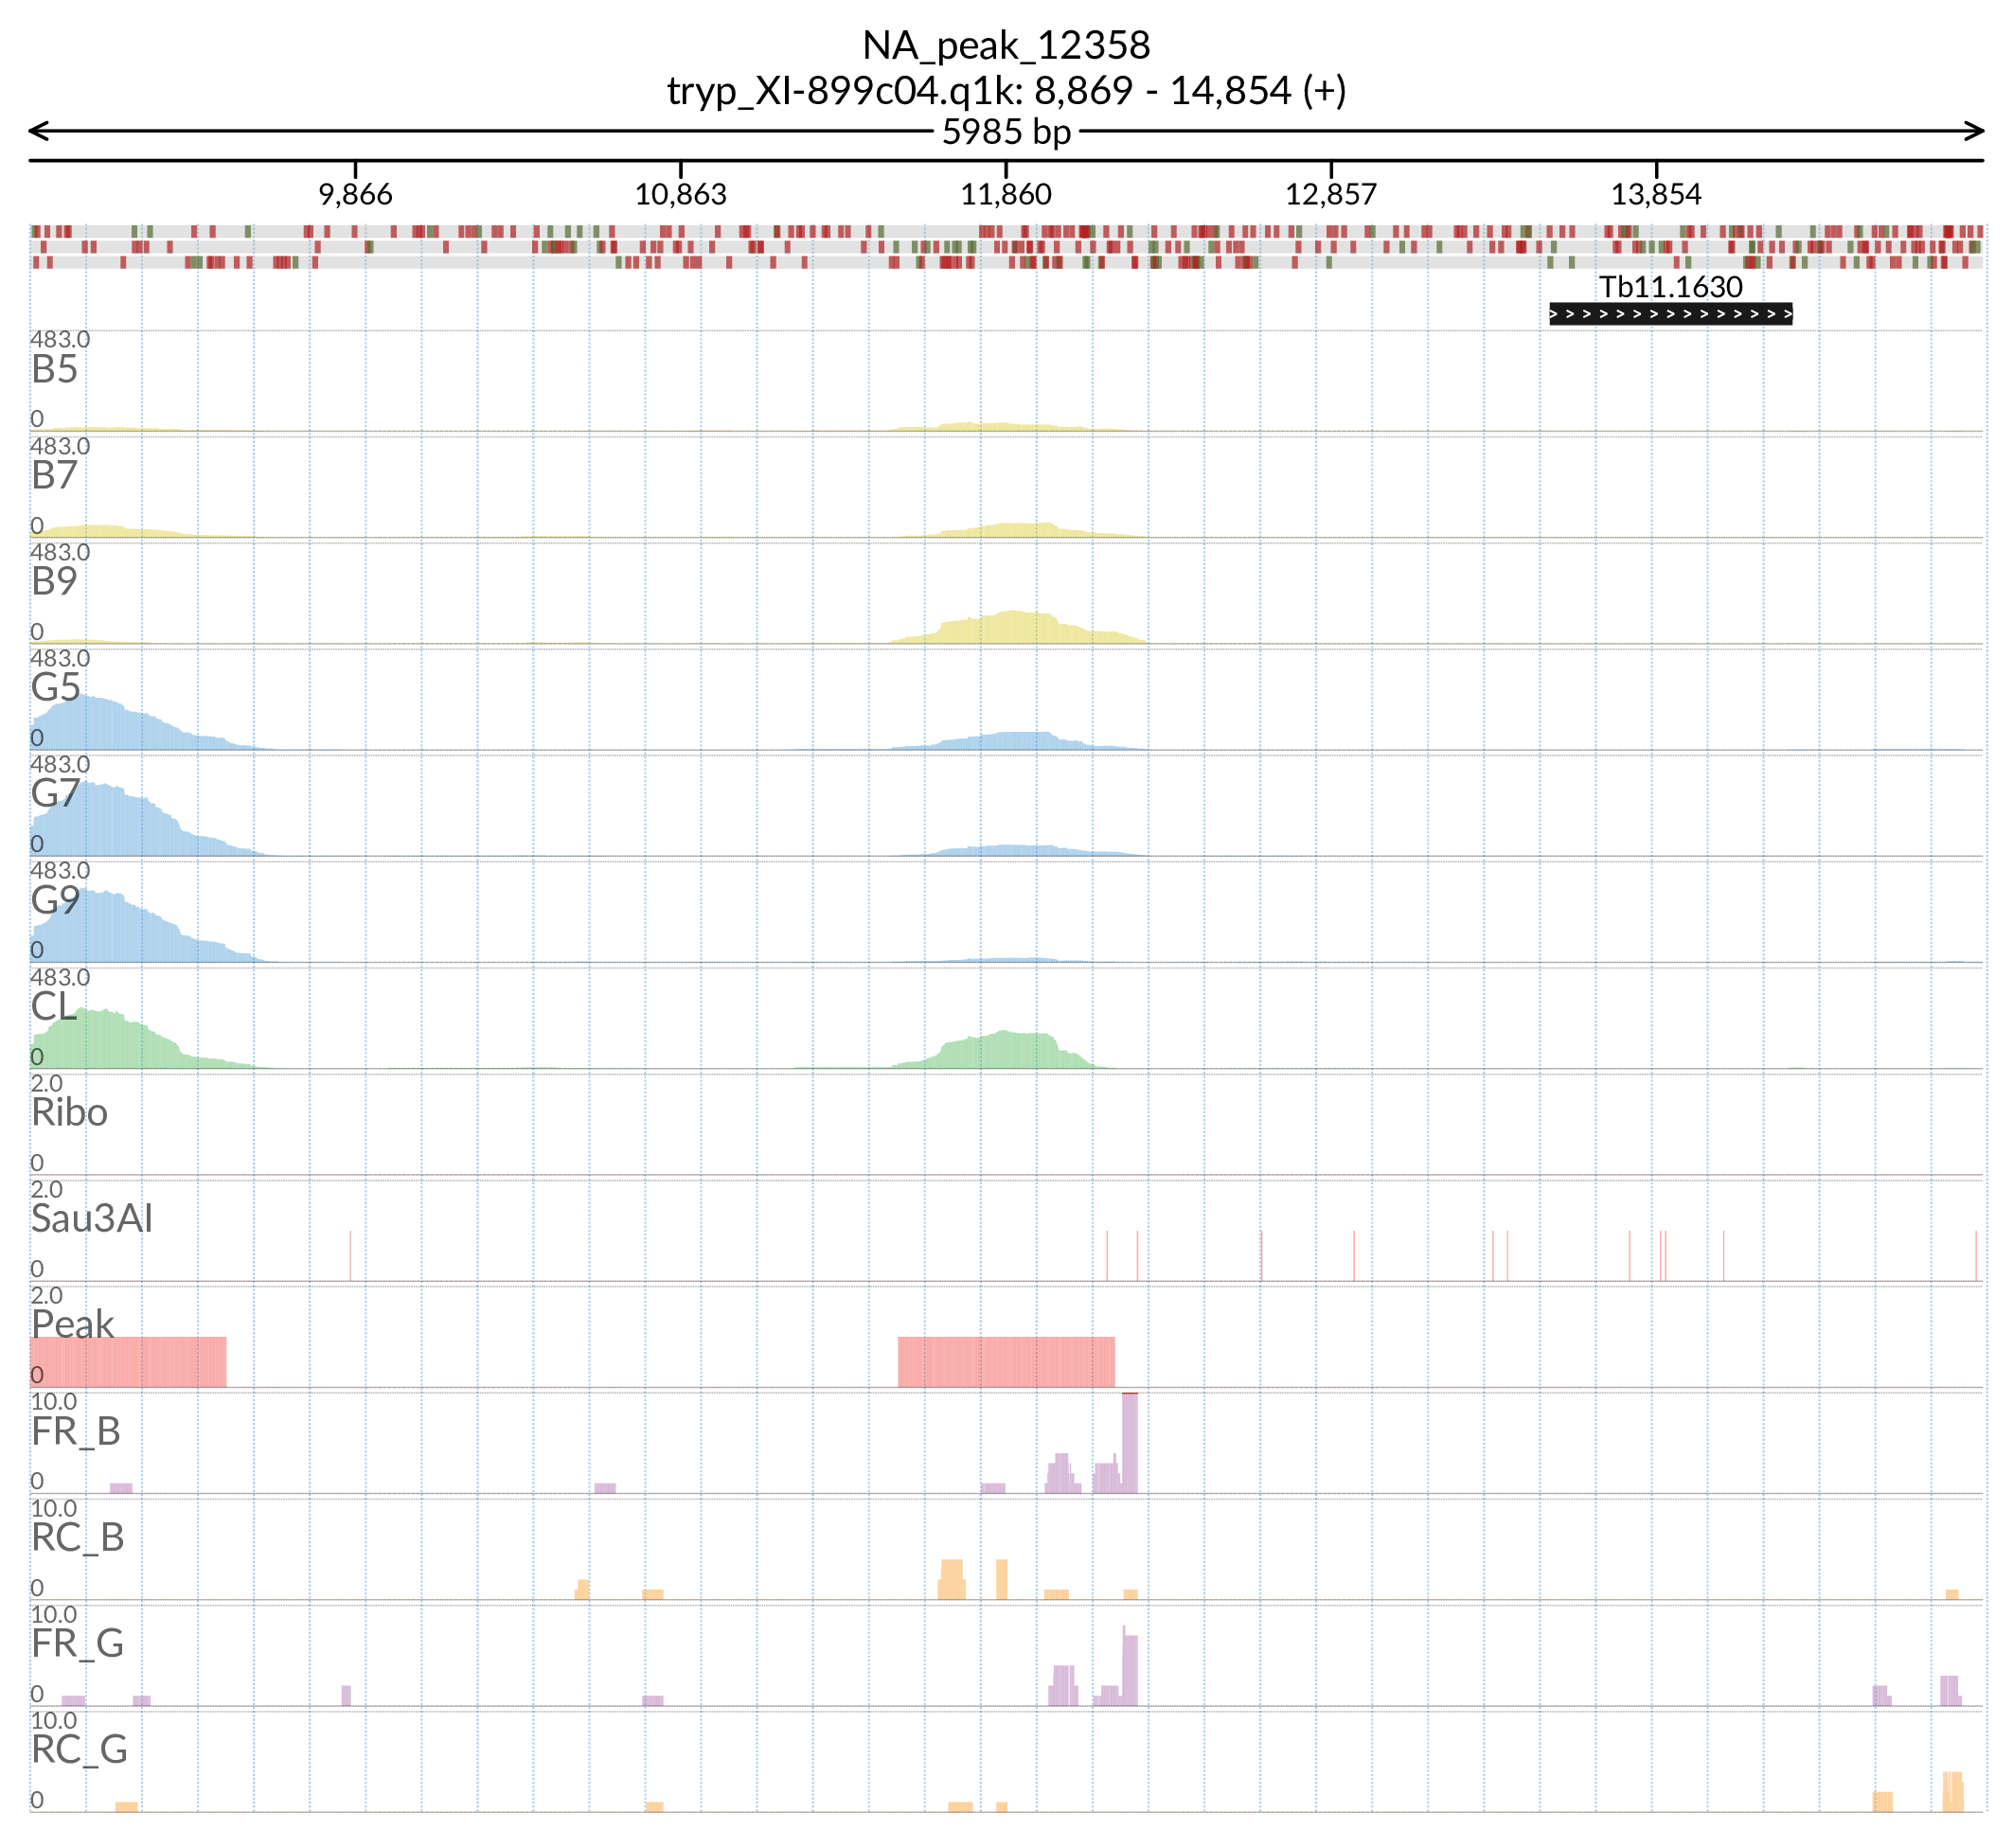 NA_peak_12358
tryp_XI-899c04.q1k: 8,869 - 14,854 (+)
5985 bp
9,866 10,863 11,860 12,857 13,854
Tb11.1630
483.0
B5
0
483.0
B7
0
483.0
B9
0
483.0
G5
0
483.0
G7
0
483.0
G9
0
483.0
CL
0
2.0
Ribo
0
2.0
Sau3AI
0
2.0
Peak
0
10.0
FR_B
0
10.0
RC_B
0
10.0
FR_G
0
10.0
RC_G
0